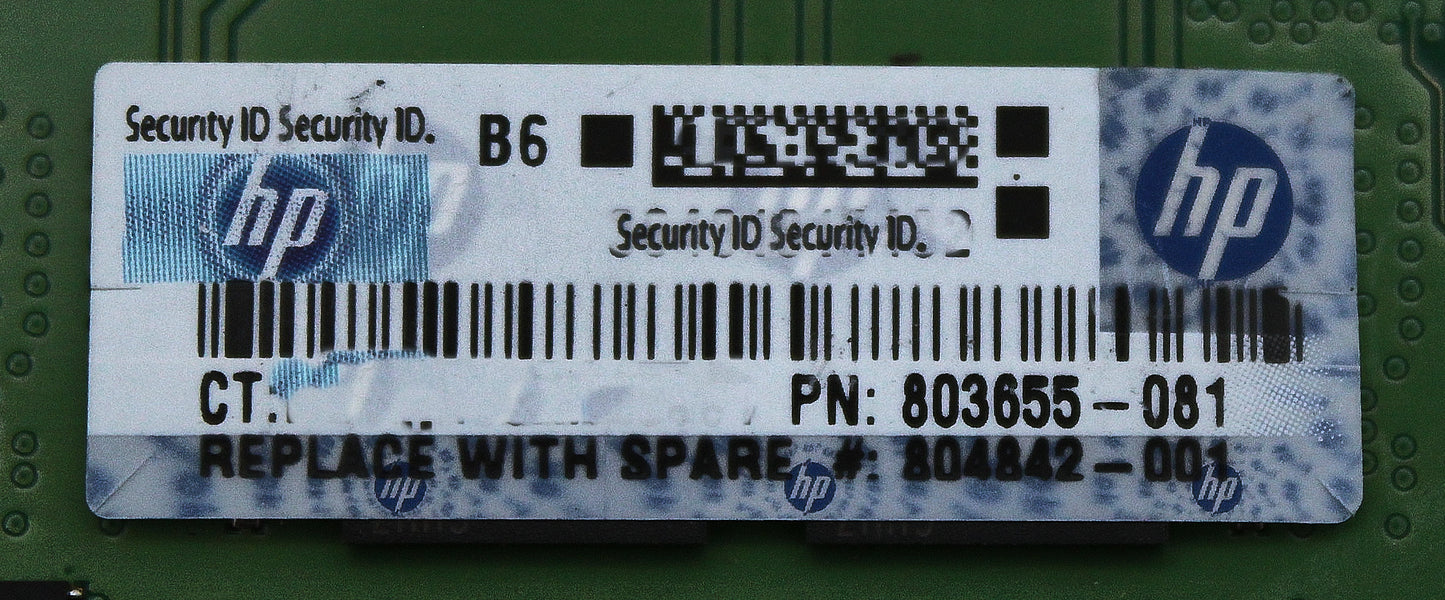 Security ID Security ID.
B6
hp
hp
Security ID Security ID.
CT:
PN: 803655-081
REPLACE WITH SPARE #: 804842-001
hp
hp
hp